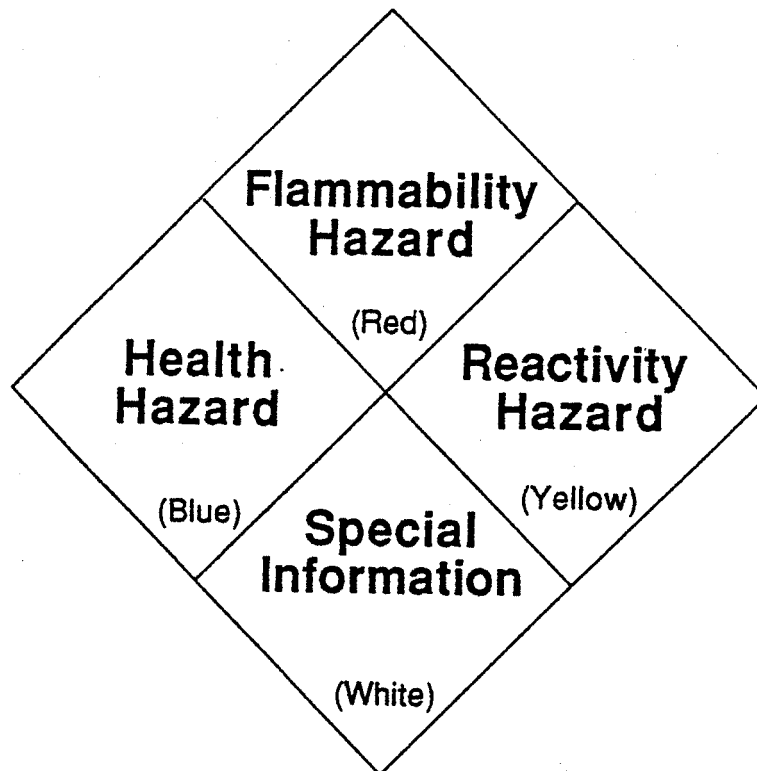 Flammability
Hazard
(Red)
Health
Hazard
(Blue)
Reactivity
Hazard
(Yellow)
Special
Information
(White)